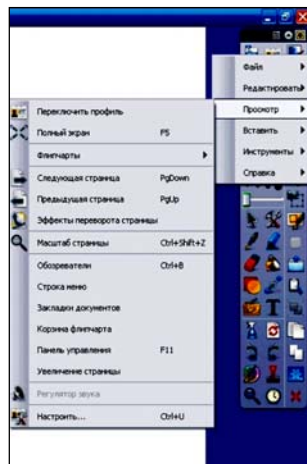 Файл
Редактировать
Просмотр
Вставить
Инструменты
Справка
Переключить профиль
Полный экран F5
Флипчарты
Следующая страница PgDown
Предыдущая страница PgUp
Эффекты переворота страницы
Масштаб страницы Ctrl+Shift+Z
Обозреватели Ctrl+B
Строка меню
Закладки документов
Корзина флипчарта
Панель управления F11
Увеличение страницы
Регулятор звука
Настроить... Ctrl+U